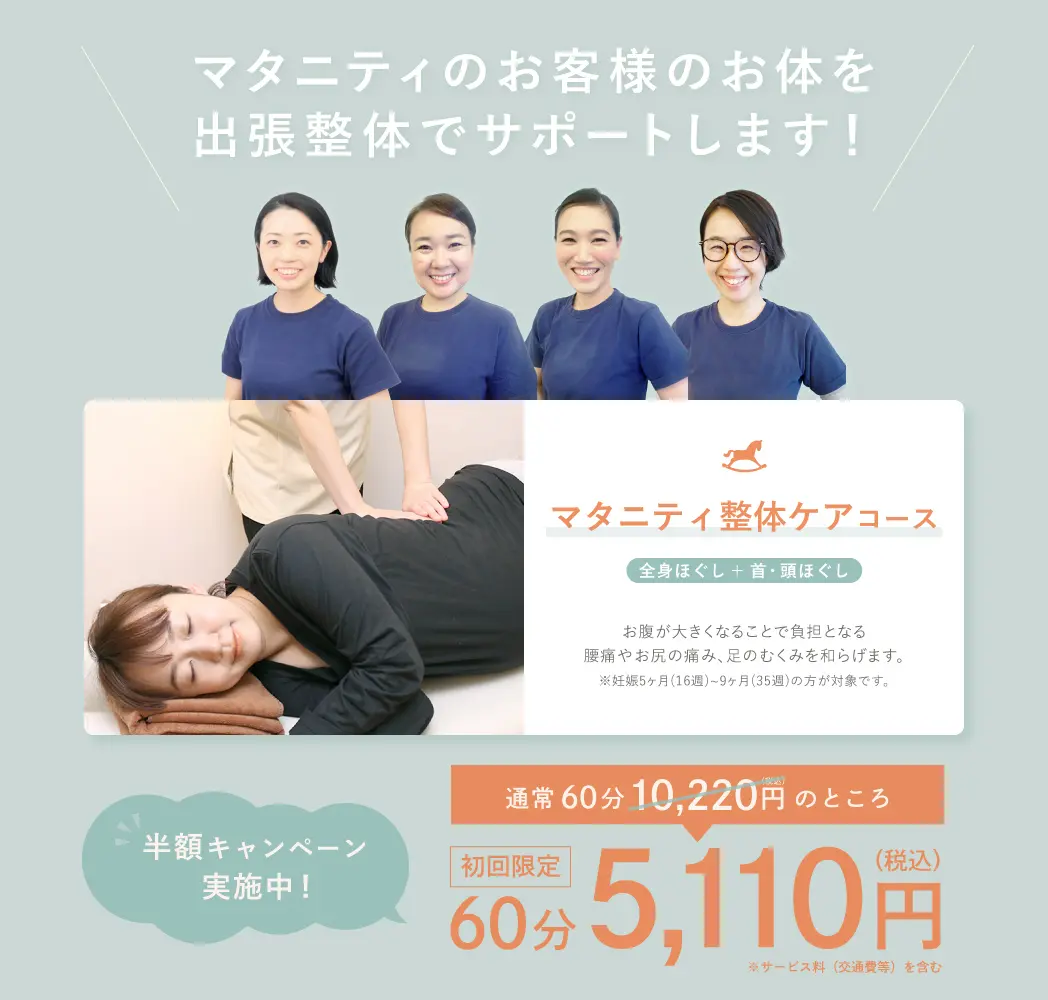 マタニティのお客様のお体を
出張整体でサポートします！
マタニティ整体ケアコース
全身ほぐし＋首・頭ほぐし
お腹が大きくなることで負担となる
腰痛やお尻の痛み、足のむくみを和らげます。
※妊娠5ヶ月(16週)~9ヶ月(35週)の方が対象です。
半額キャンペーン
実施中！
通常60分10,220円のところ
初回限定
60分 5,110円 (税込)
※サービス料（交通費等）を含む